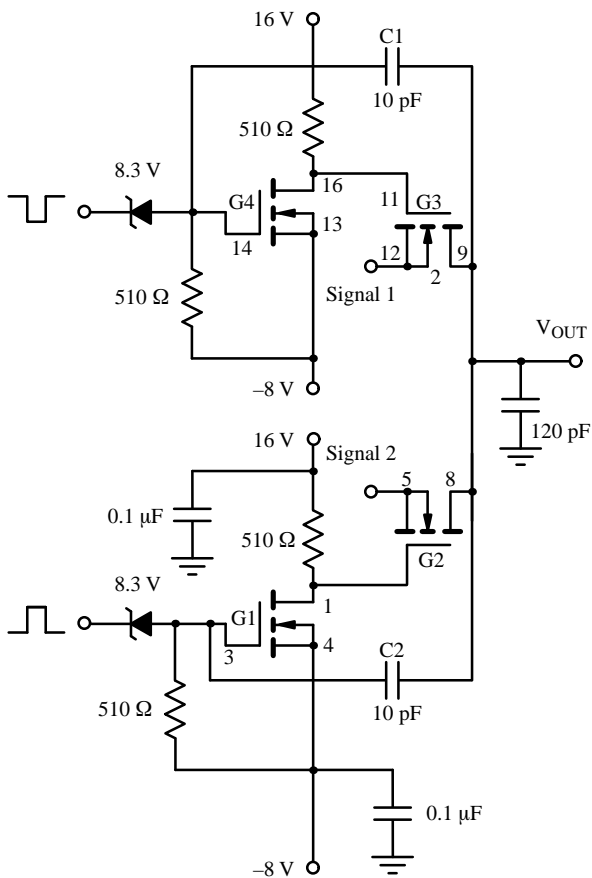 16 V
C1
10 pF
510 Ω
8.3 V
G4
16
11
G3
13
14
12
2
9
510 Ω
Signal 1
V_OUT
–8 V
120 pF
16 V
Signal 2
5
8
0.1 μF
510 Ω
G2
8.3 V
G1
1
3
4
C2
510 Ω
10 pF
0.1 μF
–8 V